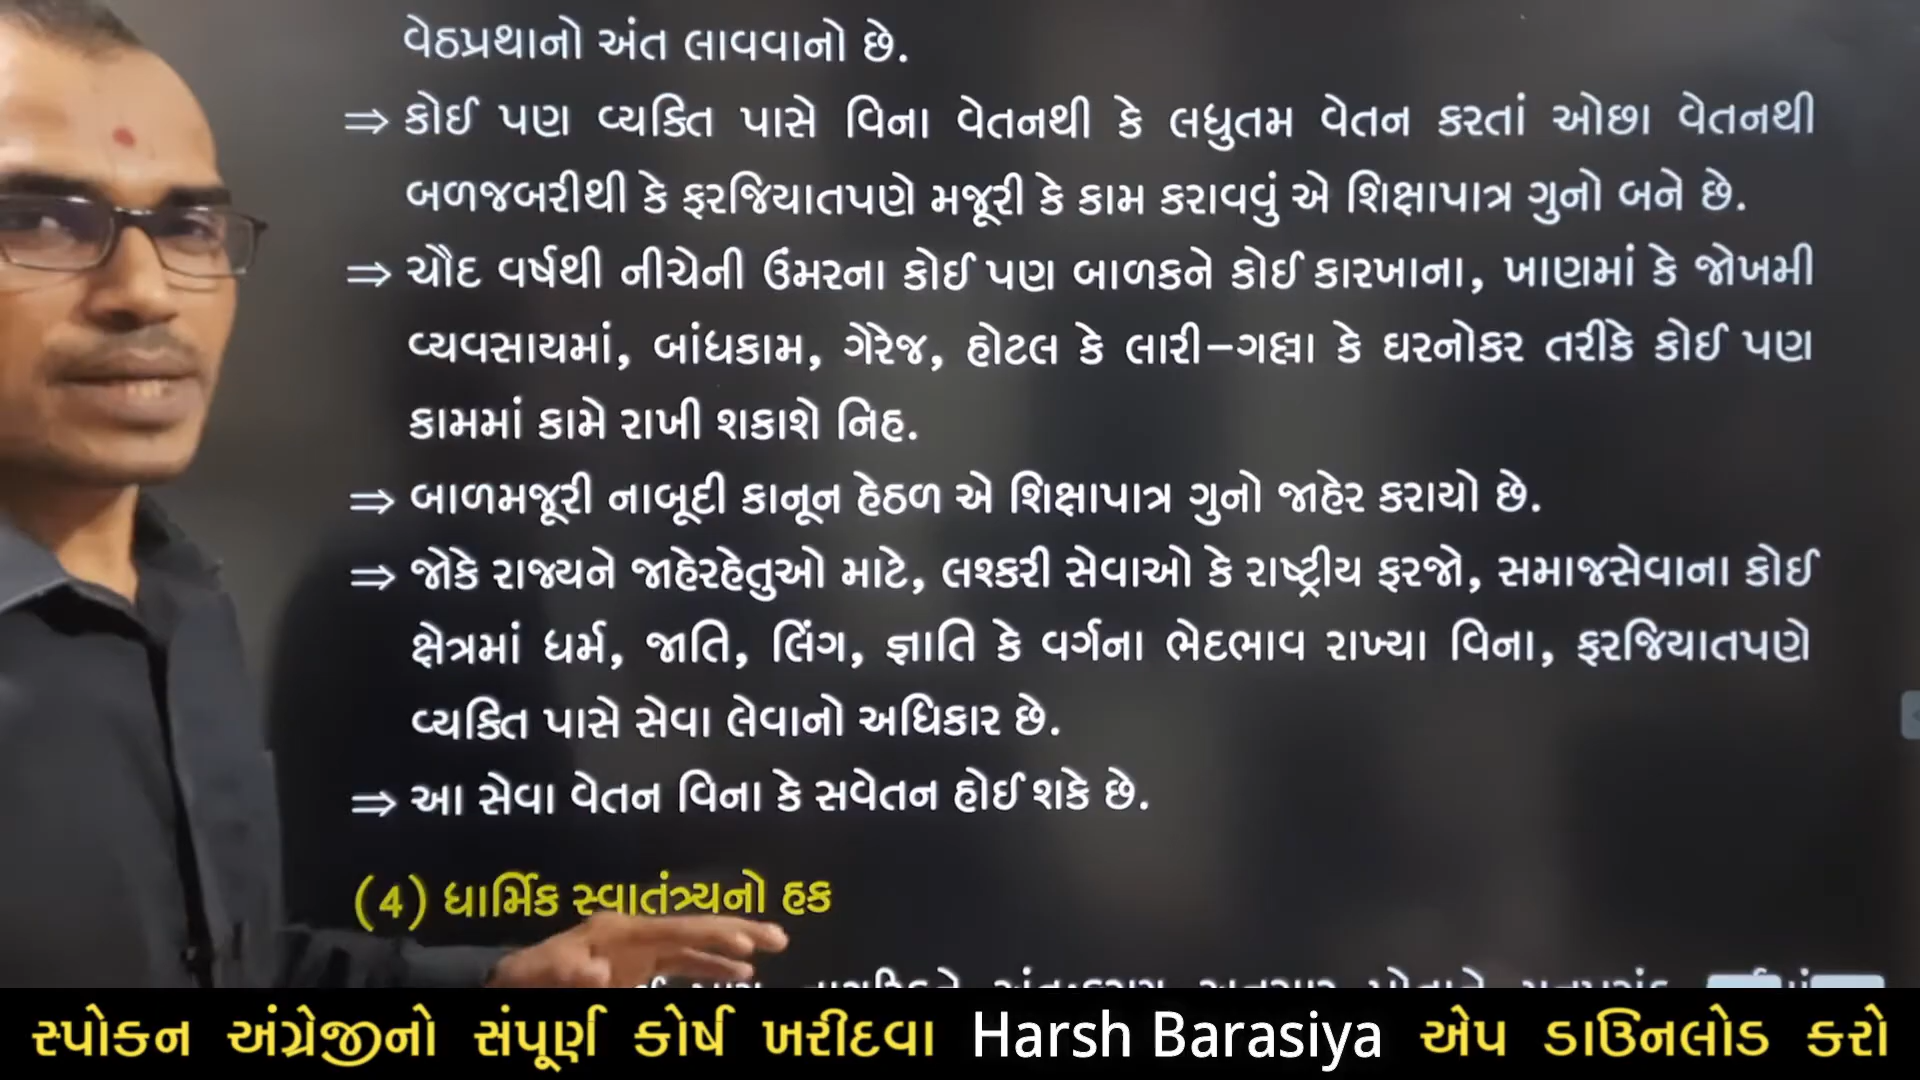 વેઠપ્રથાનો અંત લાવવાનો છે.
⇒ કોઈ પણ વ્યક્તિ પાસે વિના વેતનથી કે લઘુતમ વેતન કરતાં ઓછા વેતનથી
બળજબરીથી કે ફરજિયાતપણે મજૂરી કે કામ કરાવવું એ શિક્ષાપાત્ર ગુનો બને છે.
⇒ ચૌદ વર્ષથી નીચેની ઉંમરના કોઈ પણ બાળકને કોઈ કારખાના, ખાણમાં કે જોખમી
વ્યવસાયમાં, બાંધકામ, ગેરેજ, હોટલ કે લારી-ગલ્લા કે ઘરનોકર તરીકે કોઈ પણ
કામમાં કામે રાખી શકાશે નિહ.
⇒ બાળમજૂરી નાબૂદી કાનૂન હેઠળ એ શિક્ષાપાત્ર ગુનો જાહેર કરાયો છે.
⇒ જોકે રાજ્યને જાહેરહેતુઓ માટે, લશ્કરી સેવાઓ કે રાષ્ટ્રીય ફરજો, સમાજસેવાના કોઈ
ક્ષેત્રમાં ધર્મ, જાતિ, લિંગ, જ્ઞાતિ કે વર્ગના ભેદભાવ રાખ્યા વિના, ફરજિયાતપણે
વ્યક્તિ પાસે સેવા લેવાનો અધિકાર છે.
⇒ આ સેવા વેતન વિના કે સવેતન હોઈ શકે છે.
(4) ધાર્મિક સ્વાતંત્ર્યનો હક
સ્પોકન અંગ્રેજીનો સંપૂર્ણ કોર્ષ ખરીદવા Harsh Barasiya એપ ડાઉનલોડ કરો